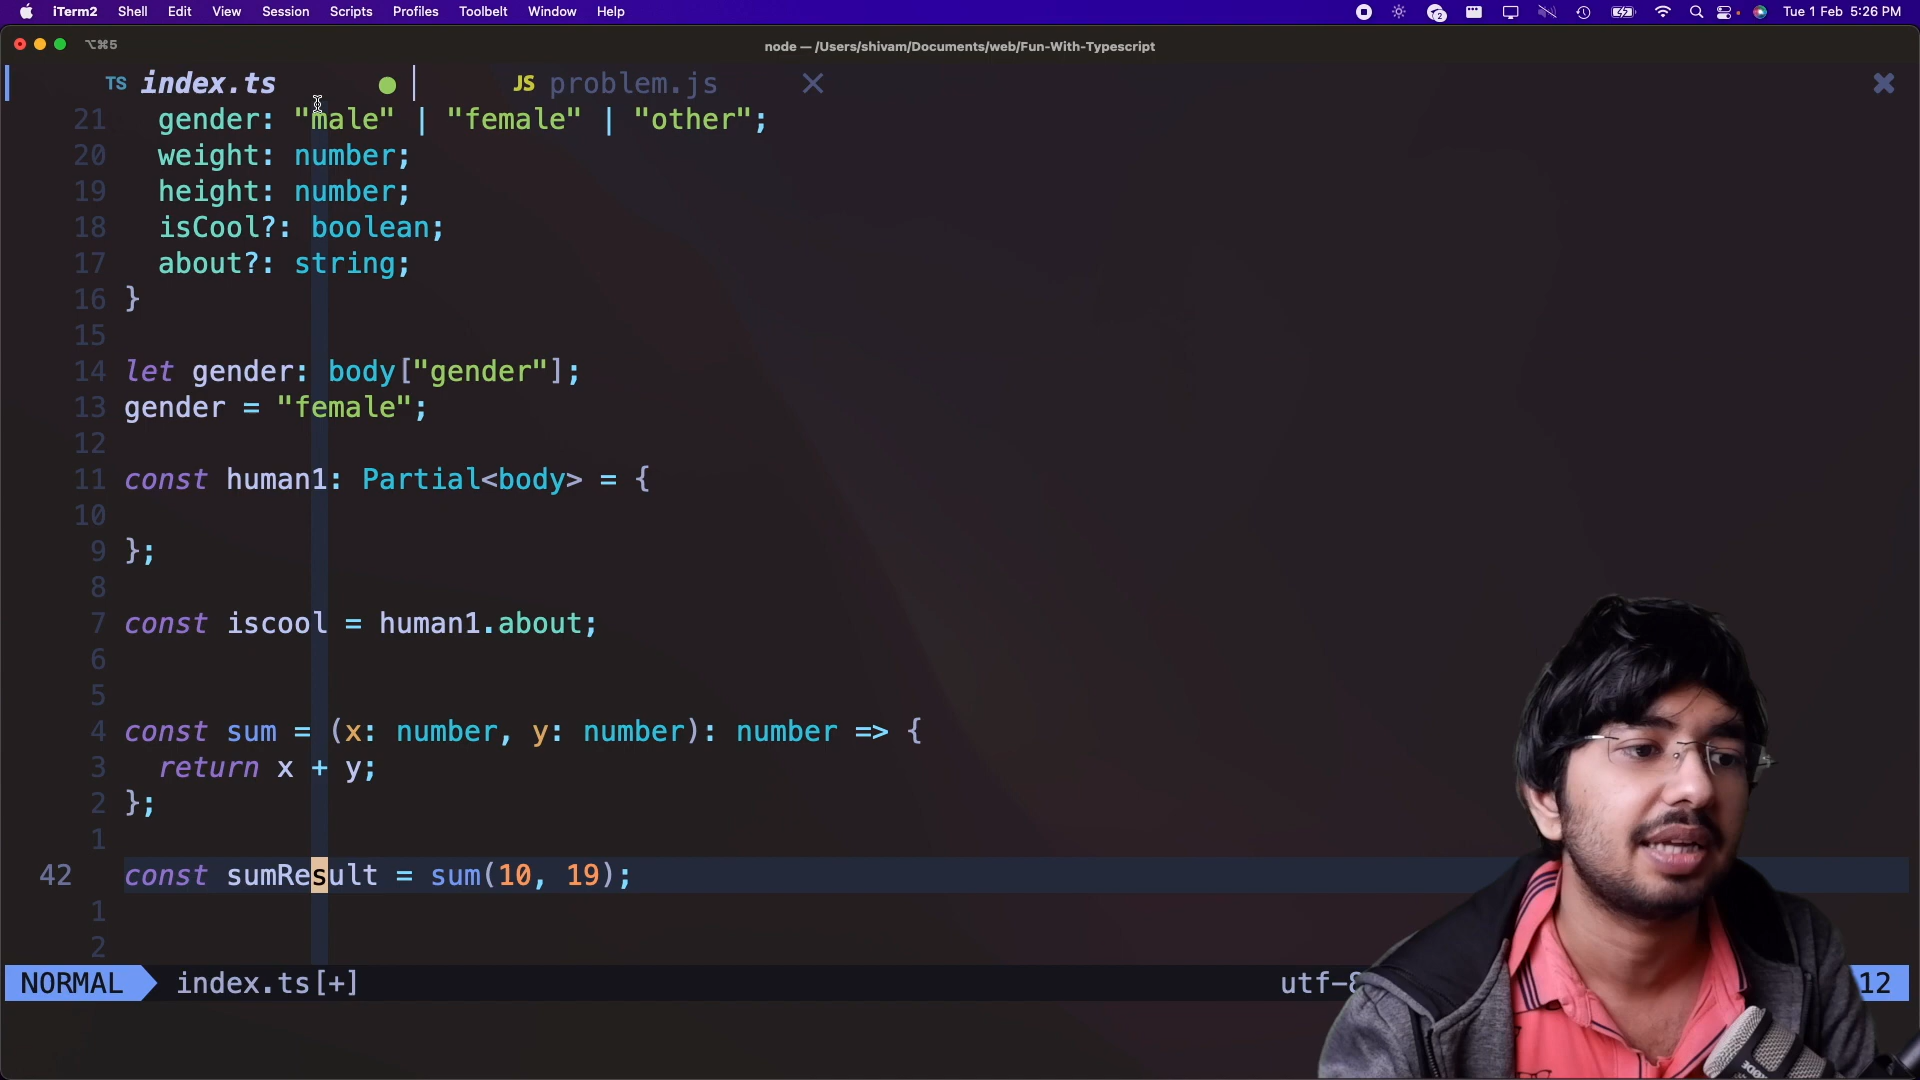 iTerm2 Shell Edit View Session Scripts Profiles Toolbelt Window Help 2 Tue 1 Feb 5:26 PM
⌥⌘5 node — /Users/shivam/Documents/web/Fun-With-Typescript
TS index.ts JS problem.js
21 gender: "male" | "female" | "other";
20 weight: number;
19 height: number;
18 isCool?: boolean;
17 about?: string;
16 }
15
14 let gender: body["gender"];
13 gender = "female";
12
11 const human1: Partial<body> = {
10
9 };
8
7 const iscool = human1.about;
6
5
4 const sum = (x: number, y: number): number => {
3 return x + y;
2 };
1
42 const sumResult = sum(10, 19);
1
2
NORMAL index.ts[+] utf-8 12